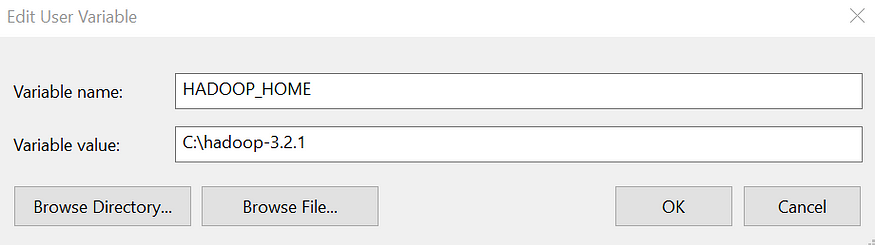 Edit User Variable
Variable name: HADOOP_HOME
Variable value: C:\hadoop-3.2.1
Browse Directory... Browse File... OK Cancel